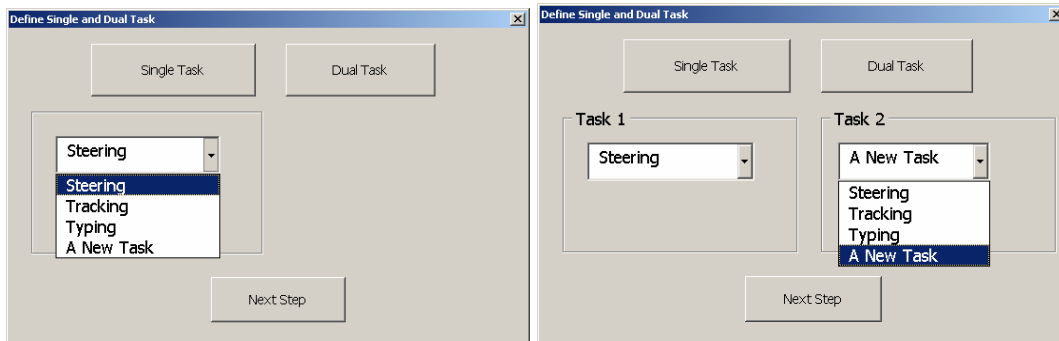 Define Single and Dual Task
Single Task
Dual Task
Steering
Steering
Tracking
Typing
A New Task
Next Step
Define Single and Dual Task
Single Task
Dual Task
Task 1
Task 2
Steering
A New Task
Steering
Tracking
Typing
A New Task
Next Step